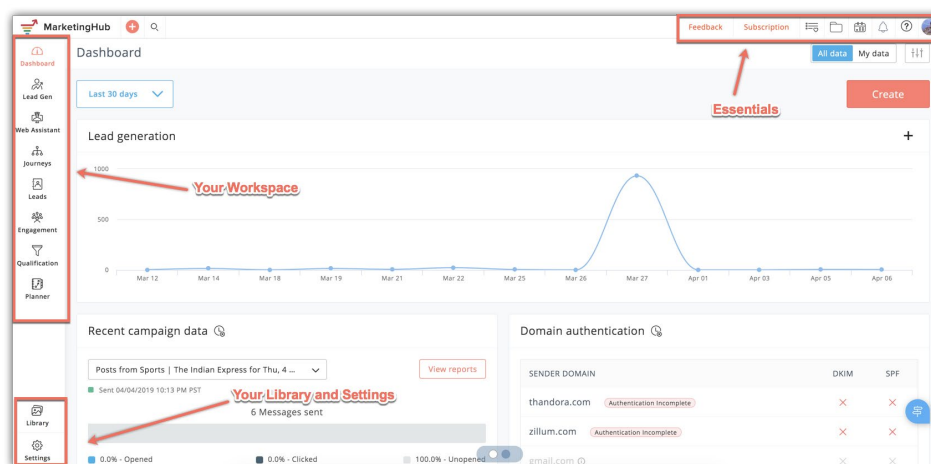 MarketingHub
Feedback Subscription
Dashboard
All data My data
Dashboard
Lead Gen
Web Assistant
Journeys
Leads
Engagement
Qualification
Planner
Library
Settings
Last 30 days
Create
Essentials
Lead generation
1000
500
0
Mar 12 Mar 14 Mar 18 Mar 19 Mar 21 Mar 22 Mar 25 Mar 26 Mar 27 Apr 01 Apr 03 Apr 05 Apr 06
Your Workspace
Recent campaign data
Posts from Sports | The Indian Express for Thu, 4 ...
View reports
Sent 04/04/2019 10:13 PM PST
Your Library and Settings
6 Messages sent
0.0% - Opened 0.0% - Clicked 100.0% - Unopened
Domain authentication
SENDER DOMAIN DKIM SPF
thandora.com Authentication Incomplete
zillum.com Authentication Incomplete
gmail.com